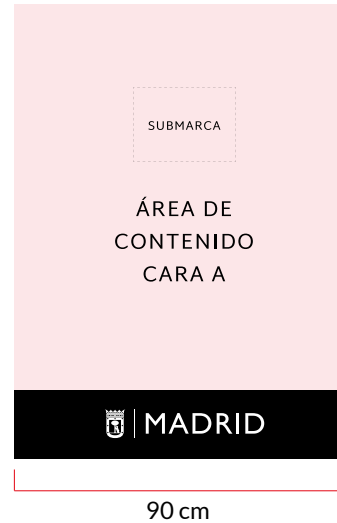 SUBMARCA
ÁREA DE
CONTENIDO
CARA A
MADRID
90 cm